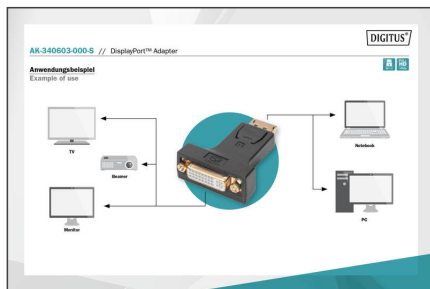 DIGITUS®
AK-340603-000-S // DisplayPort™ Adapter
Anwendungsbeispiel
Example of use
TV
Beamer
Monitor
Notebook
PC